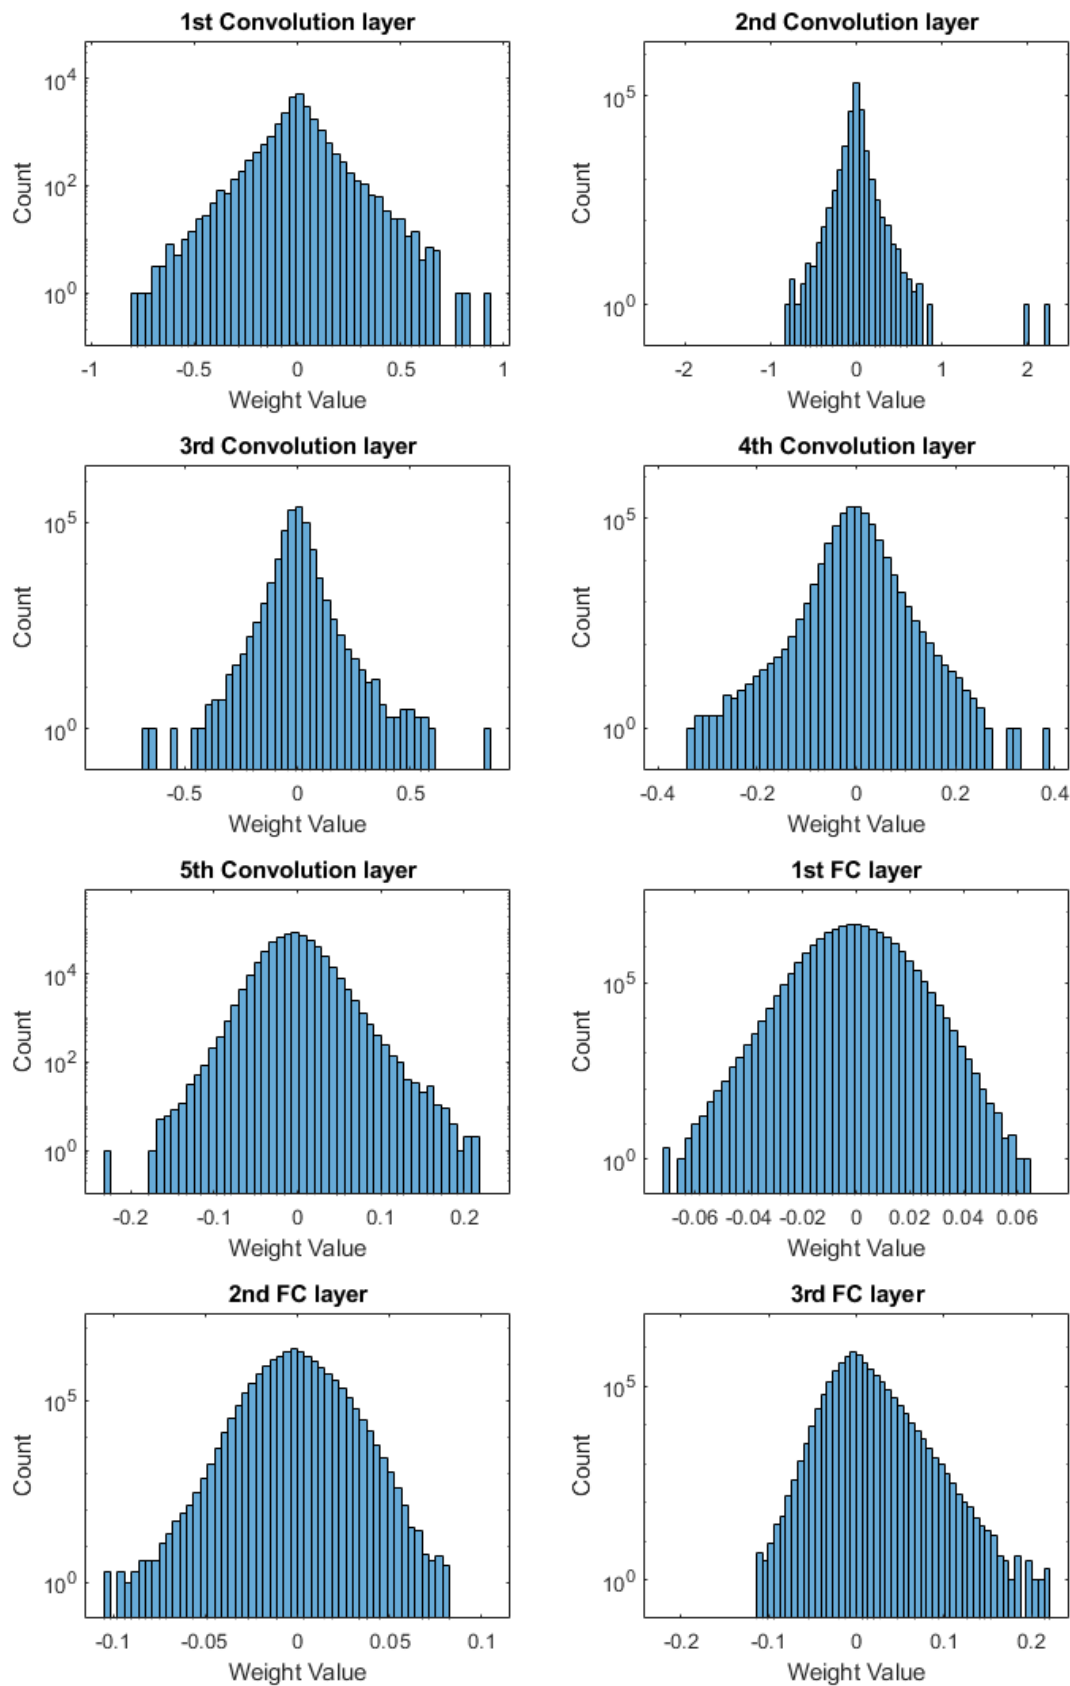 1st Convolution layer
10^4
10^2
10^0
Count
-1 -0.5 0 0.5 1
Weight Value
2nd Convolution layer
10^5
10^0
Count
-2 -1 0 1 2
Weight Value
3rd Convolution layer
10^5
10^0
Count
-0.5 0 0.5
Weight Value
4th Convolution layer
10^5
10^0
Count
-0.4 -0.2 0 0.2 0.4
Weight Value
5th Convolution layer
10^4
10^2
10^0
Count
-0.2 -0.1 0 0.1 0.2
Weight Value
1st FC layer
10^5
10^0
Count
-0.06 -0.04 -0.02 0 0.02 0.04 0.06
Weight Value
2nd FC layer
10^5
10^0
Count
-0.1 -0.05 0 0.05 0.1
Weight Value
3rd FC layer
10^5
10^0
Count
-0.2 -0.1 0 0.1 0.2
Weight Value